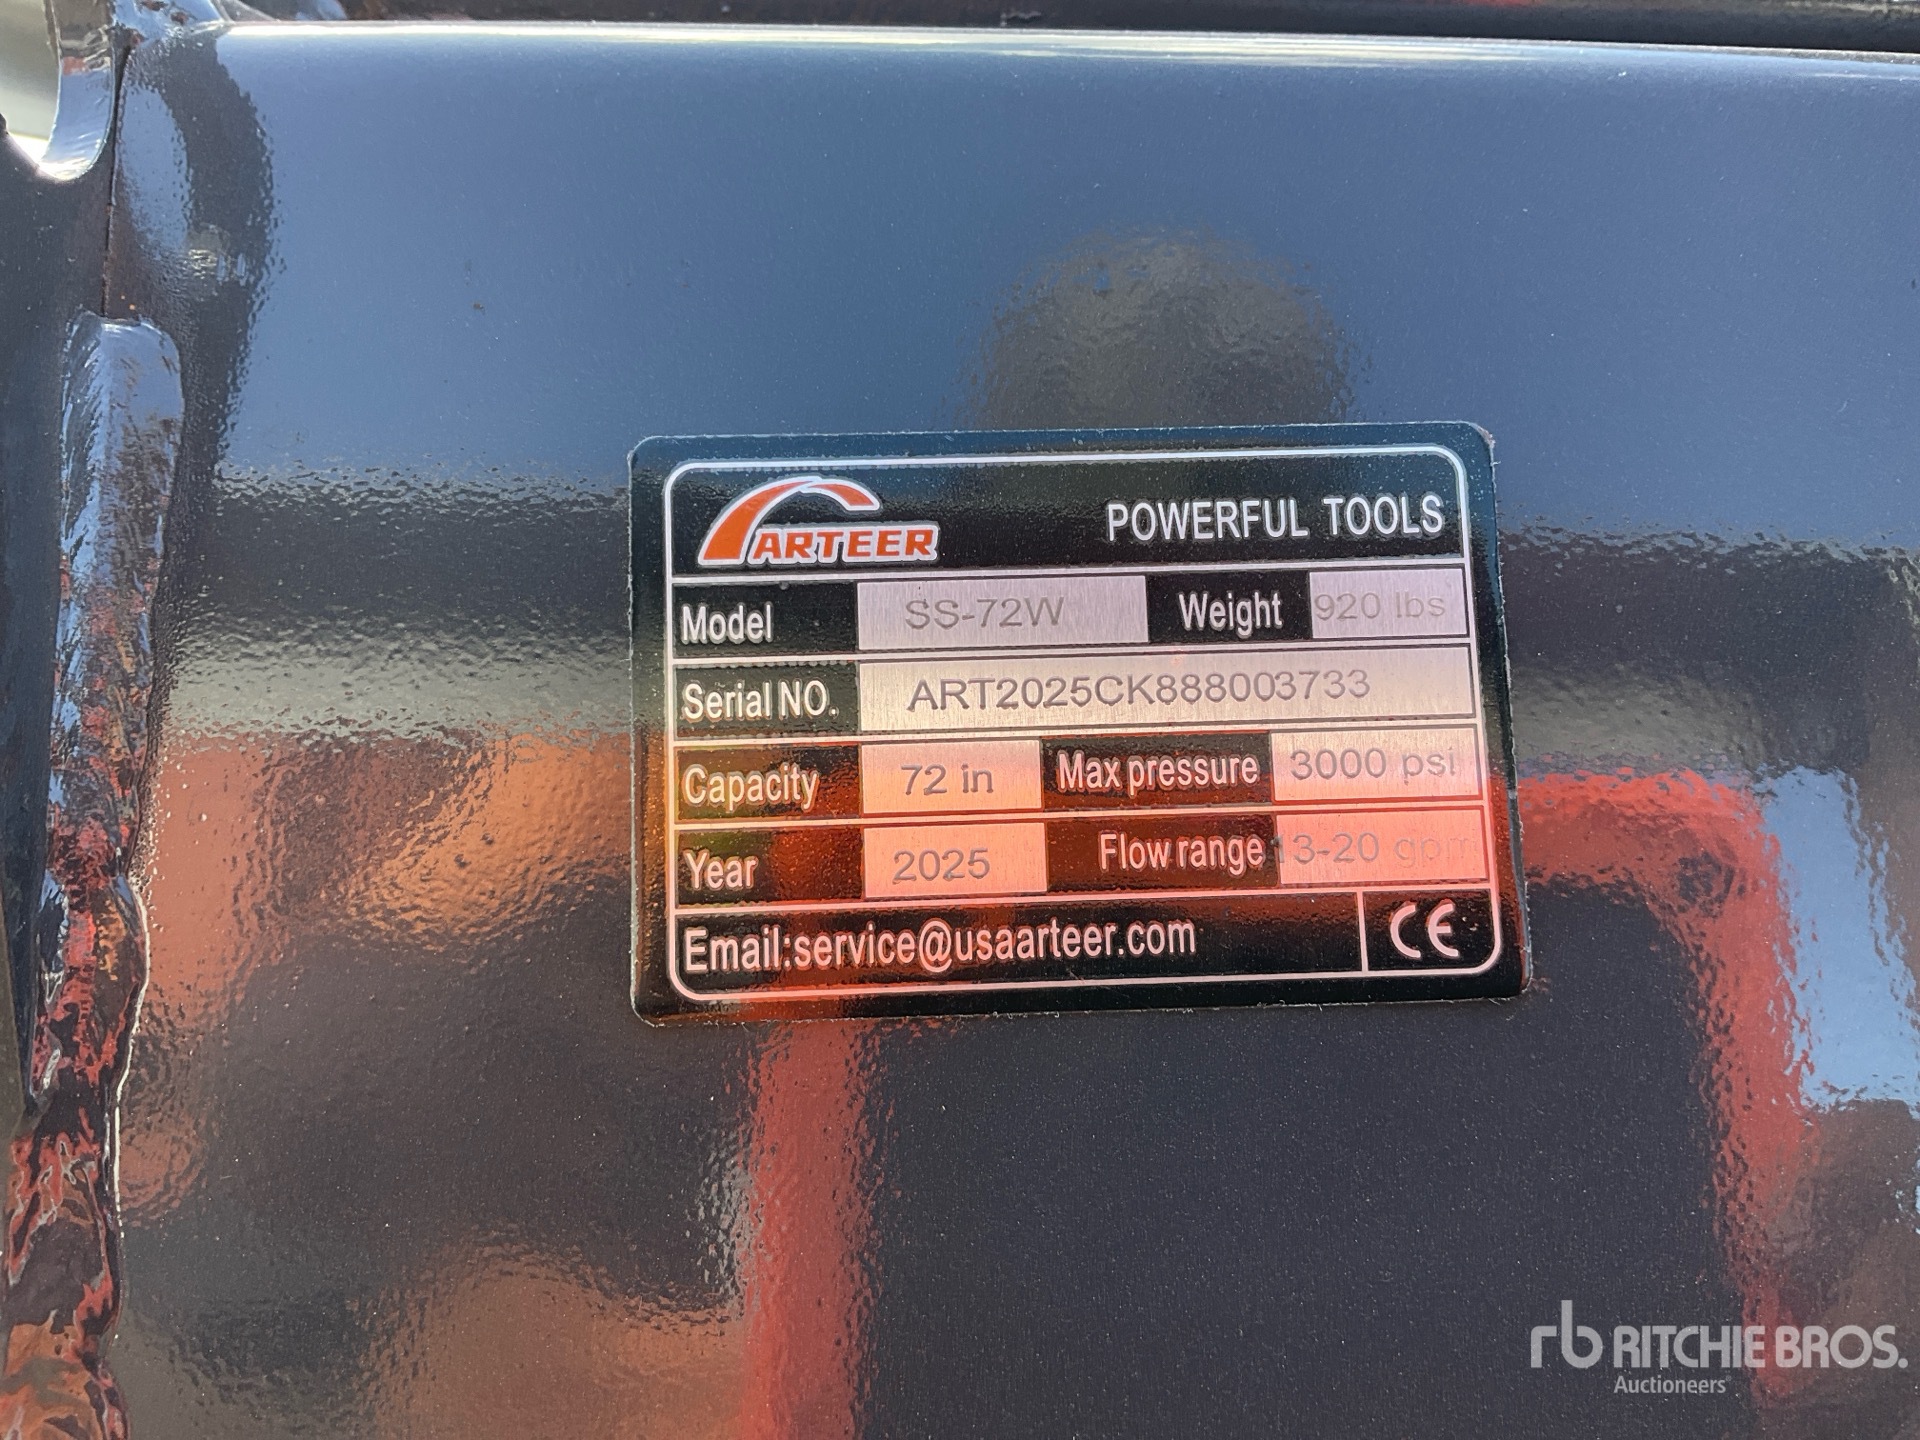 ARTEER POWERFUL TOOLS
Model SS-72W Weight 920 lbs
Serial NO. ART2025CK888003733
Capacity 72 in Max pressure 3000 psi
Year 2025 Flow range 13-20 gpm
Email:service@usaarteer.com CE
rb RITCHIE BROS.
Auctioneers